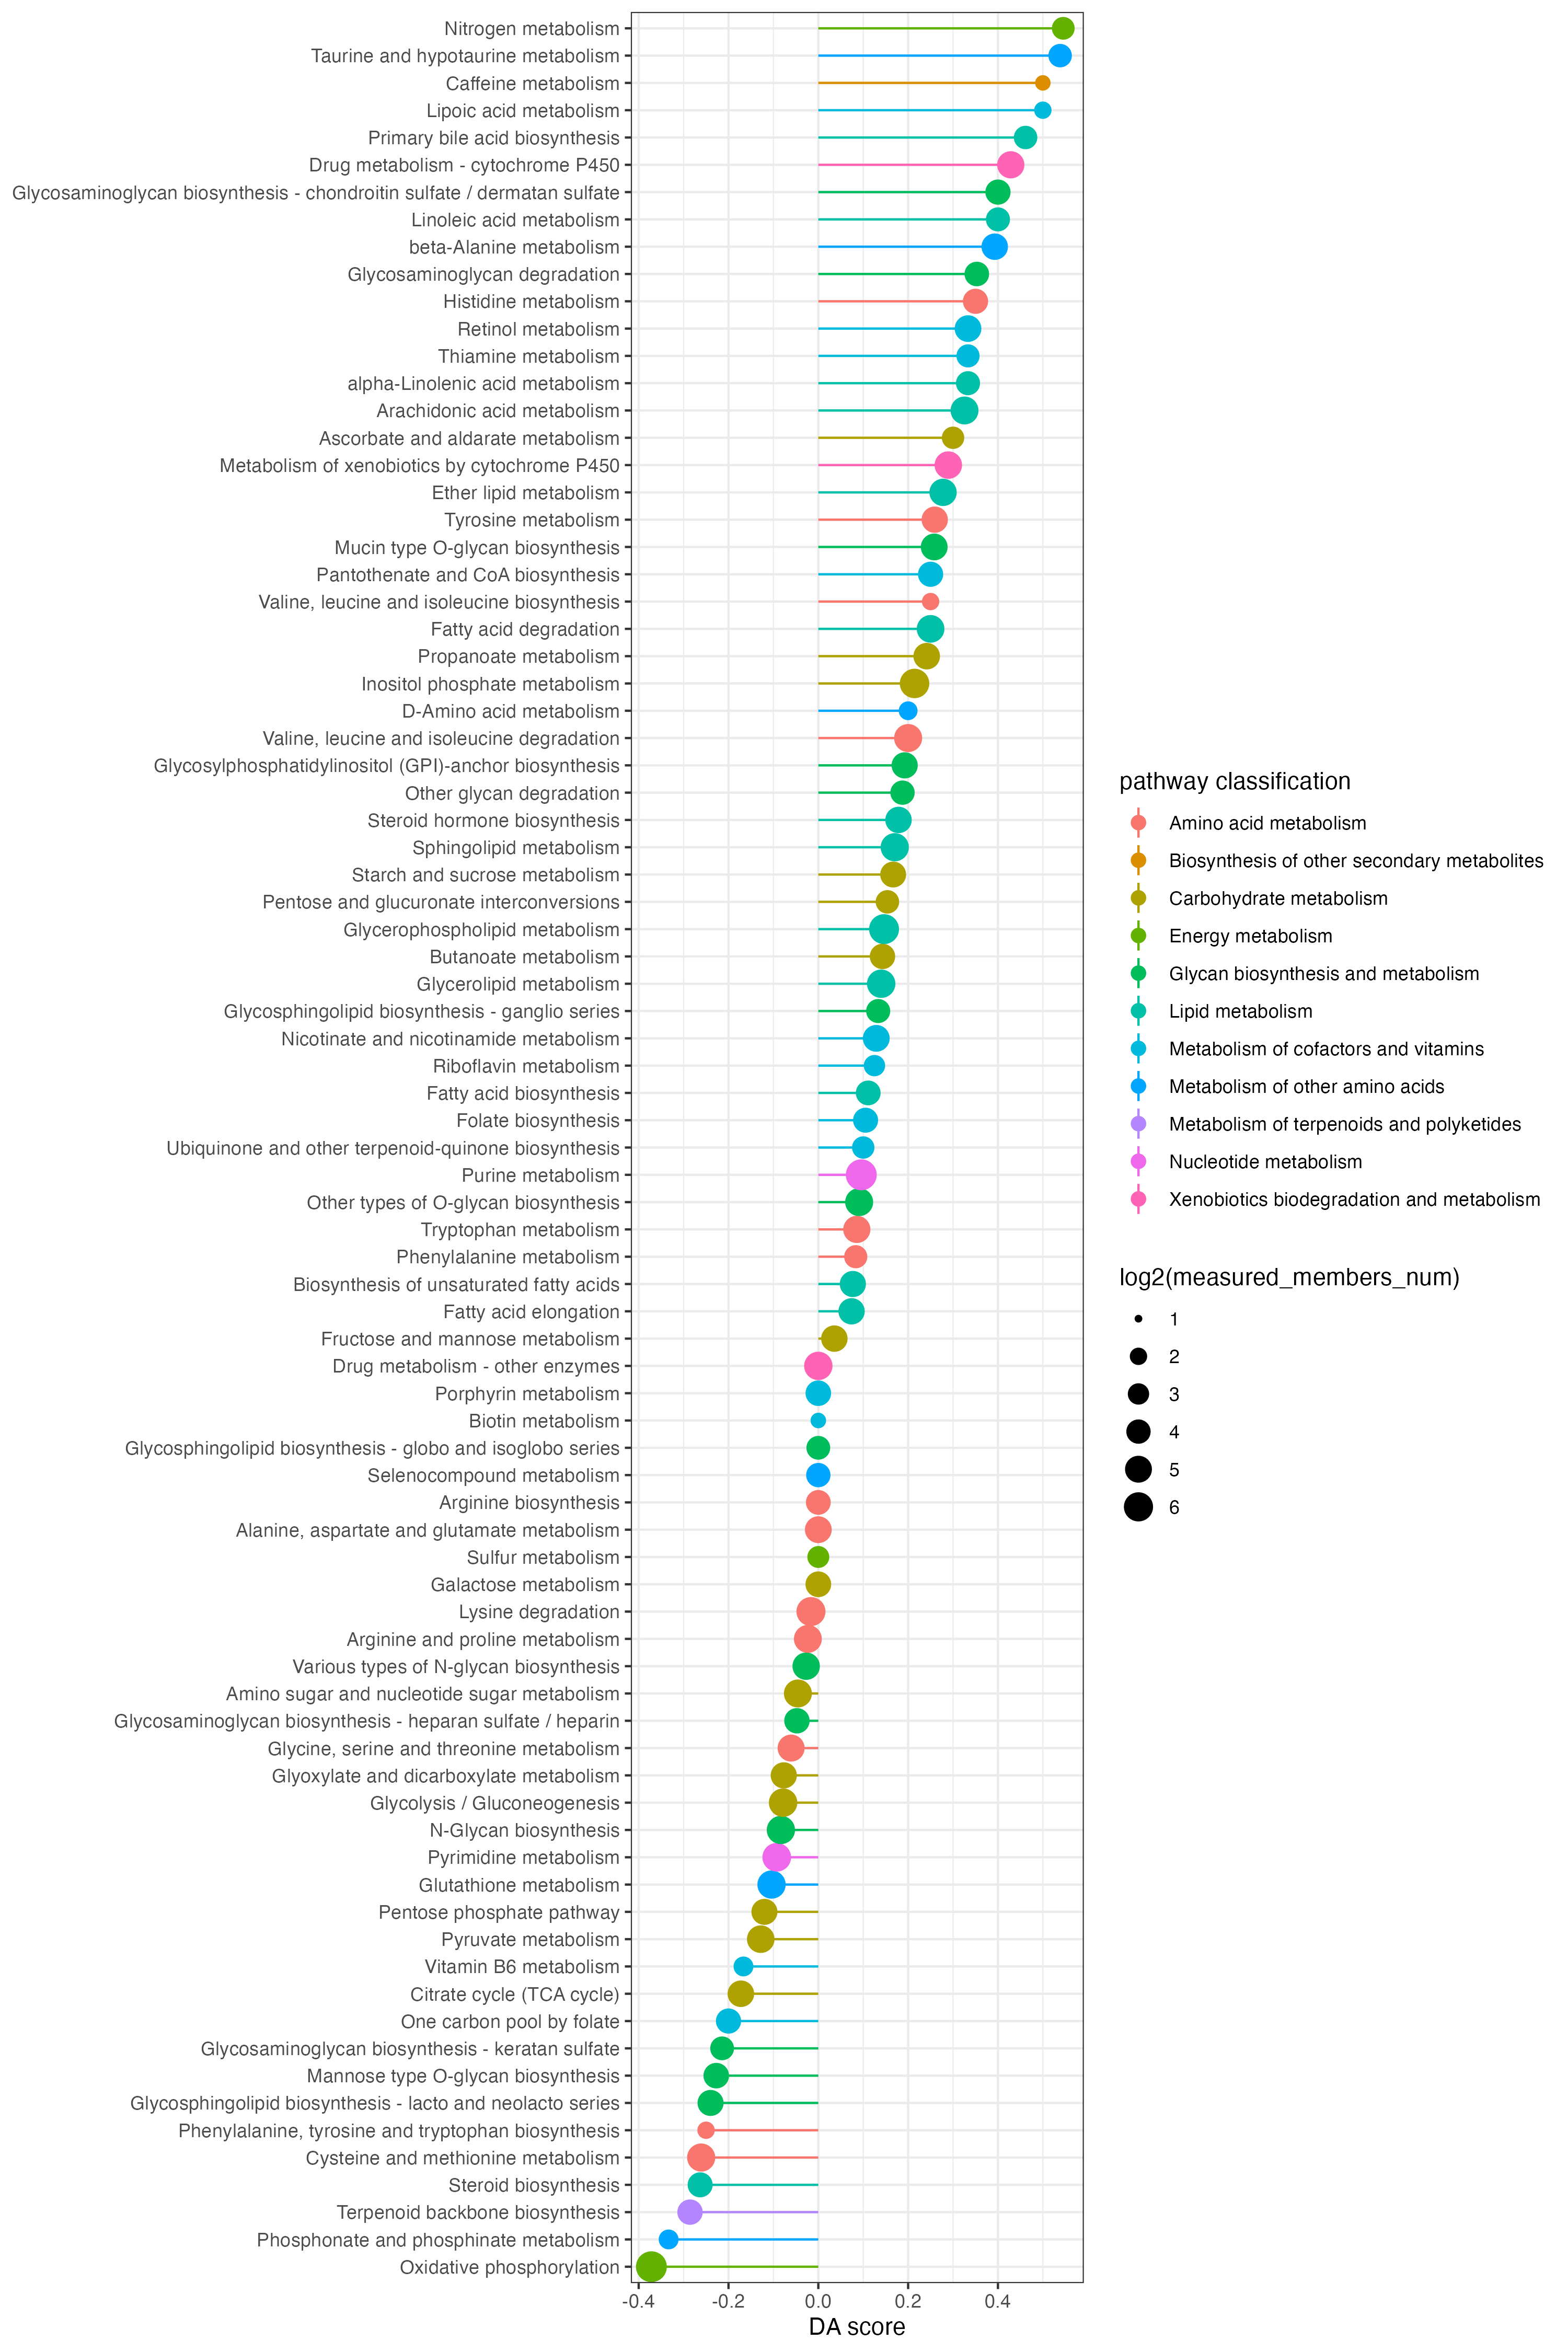 Nitrogen metabolism
Taurine and hypotaurine metabolism
Caffeine metabolism
Lipoic acid metabolism
Primary bile acid biosynthesis
Drug metabolism - cytochrome P450
Glycosaminoglycan biosynthesis - chondroitin sulfate / dermatan sulfate
Linoleic acid metabolism
beta-Alanine metabolism
Glycosaminoglycan degradation
Histidine metabolism
Retinol metabolism
Thiamine metabolism
alpha-Linolenic acid metabolism
Arachidonic acid metabolism
Ascorbate and aldarate metabolism
Metabolism of xenobiotics by cytochrome P450
Ether lipid metabolism
Tyrosine metabolism
Mucin type O-glycan biosynthesis
Pantothenate and CoA biosynthesis
Valine, leucine and isoleucine biosynthesis
Fatty acid degradation
Propanoate metabolism
Inositol phosphate metabolism
D-Amino acid metabolism
Valine, leucine and isoleucine degradation
Glycosylphosphatidylinositol (GPI)-anchor biosynthesis
Other glycan degradation
Steroid hormone biosynthesis
Sphingolipid metabolism
Starch and sucrose metabolism
Pentose and glucuronate interconversions
Glycerophospholipid metabolism
Butanoate metabolism
Glycerolipid metabolism
Glycosphingolipid biosynthesis - ganglio series
Nicotinate and nicotinamide metabolism
Riboflavin metabolism
Fatty acid biosynthesis
Folate biosynthesis
Ubiquinone and other terpenoid-quinone biosynthesis
Purine metabolism
Other types of O-glycan biosynthesis
Tryptophan metabolism
Phenylalanine metabolism
Biosynthesis of unsaturated fatty acids
Fatty acid elongation
Fructose and mannose metabolism
Drug metabolism - other enzymes
Porphyrin metabolism
Biotin metabolism
Glycosphingolipid biosynthesis - globo and isoglobo series
Selenocompound metabolism
Arginine biosynthesis
Alanine, aspartate and glutamate metabolism
Sulfur metabolism
Galactose metabolism
Lysine degradation
Arginine and proline metabolism
Various types of N-glycan biosynthesis
Amino sugar and nucleotide sugar metabolism
Glycosaminoglycan biosynthesis - heparan sulfate / heparin
Glycine, serine and threonine metabolism
Glyoxylate and dicarboxylate metabolism
Glycolysis / Gluconeogenesis
N-Glycan biosynthesis
Pyrimidine metabolism
Glutathione metabolism
Pentose phosphate pathway
Pyruvate metabolism
Vitamin B6 metabolism
Citrate cycle (TCA cycle)
One carbon pool by folate
Glycosaminoglycan biosynthesis - keratan sulfate
Mannose type O-glycan biosynthesis
Glycosphingolipid biosynthesis - lacto and neolacto series
Phenylalanine, tyrosine and tryptophan biosynthesis
Cysteine and methionine metabolism
Steroid biosynthesis
Terpenoid backbone biosynthesis
Phosphonate and phosphinate metabolism
Oxidative phosphorylation
-0.4 -0.2 0.0 0.2 0.4
DA score
pathway classification
Amino acid metabolism
Biosynthesis of other secondary metabolites
Carbohydrate metabolism
Energy metabolism
Glycan biosynthesis and metabolism
Lipid metabolism
Metabolism of cofactors and vitamins
Metabolism of other amino acids
Metabolism of terpenoids and polyketides
Nucleotide metabolism
Xenobiotics biodegradation and metabolism
log2(measured_members_num)
1
2
3
4
5
6